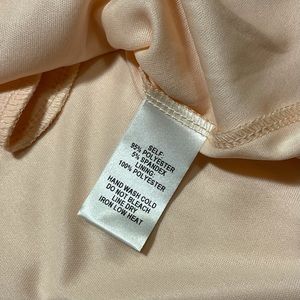 SELF:
95% POLYESTER
5% SPANDEX
LINING:
100% POLYESTER
HAND WASH COLD
DO NOT BLEACH
LINE DRY
IRON LOW HEAT